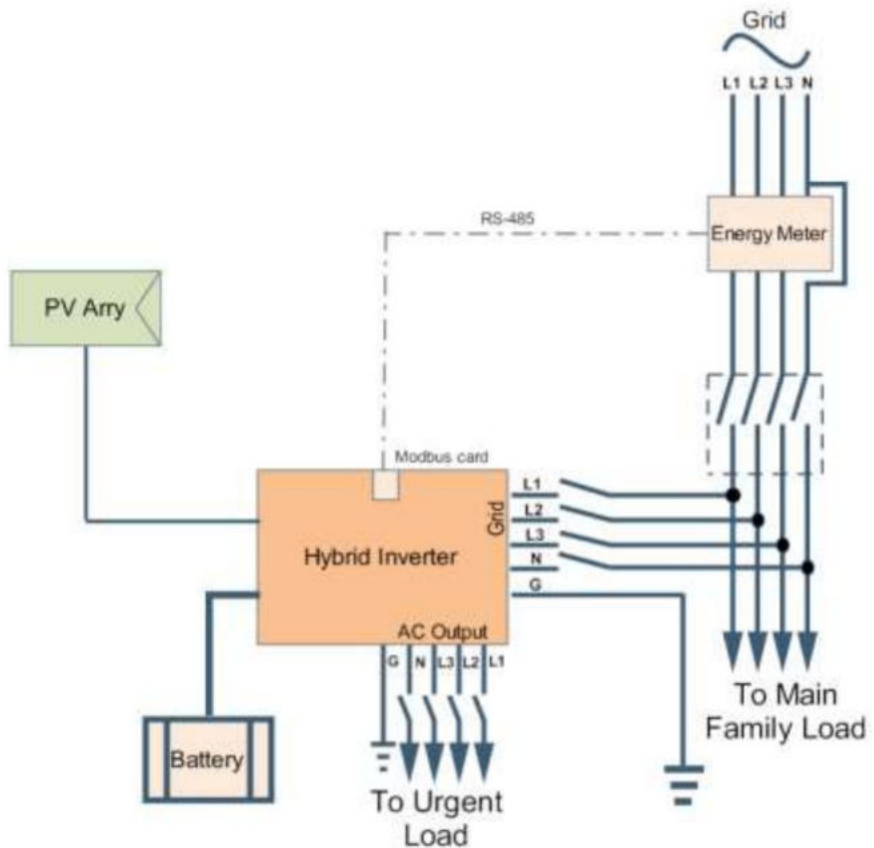 Grid
L1 L2 L3 N
RS-485
Energy Meter
PV Arry
Modbus card
L1
L2
L3
N
G
Grid
Hybrid Inverter
AC Output
G N L3 L2 L1
To Main
Family Load
Battery
To Urgent
Load